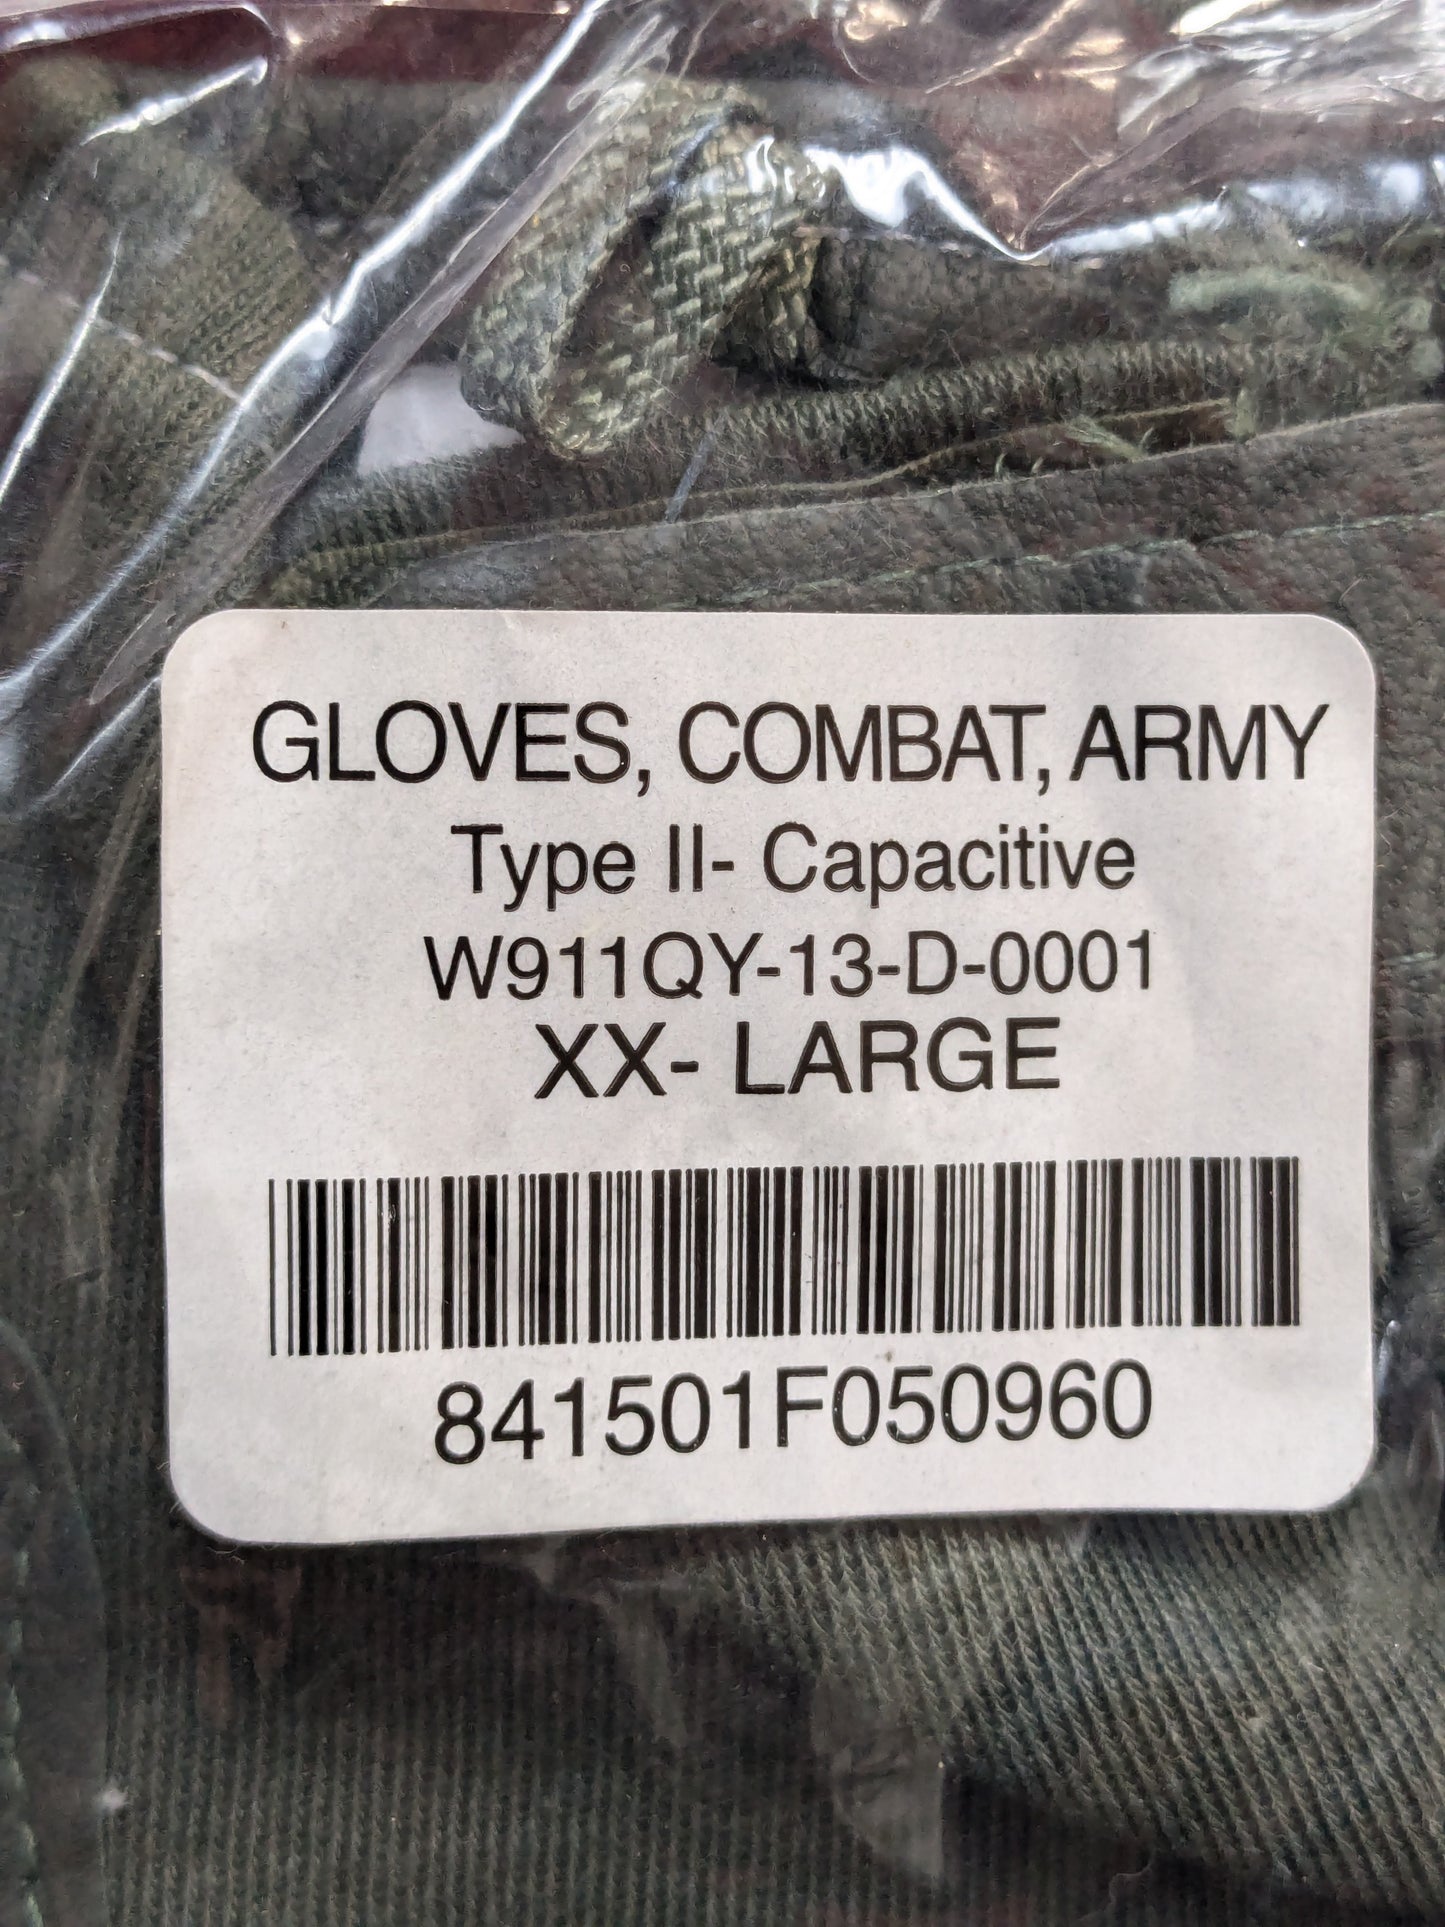 GLOVES, COMBAT, ARMY
Type II- Capacitive
W911QY-13-D-0001
XX- LARGE
841501F050960